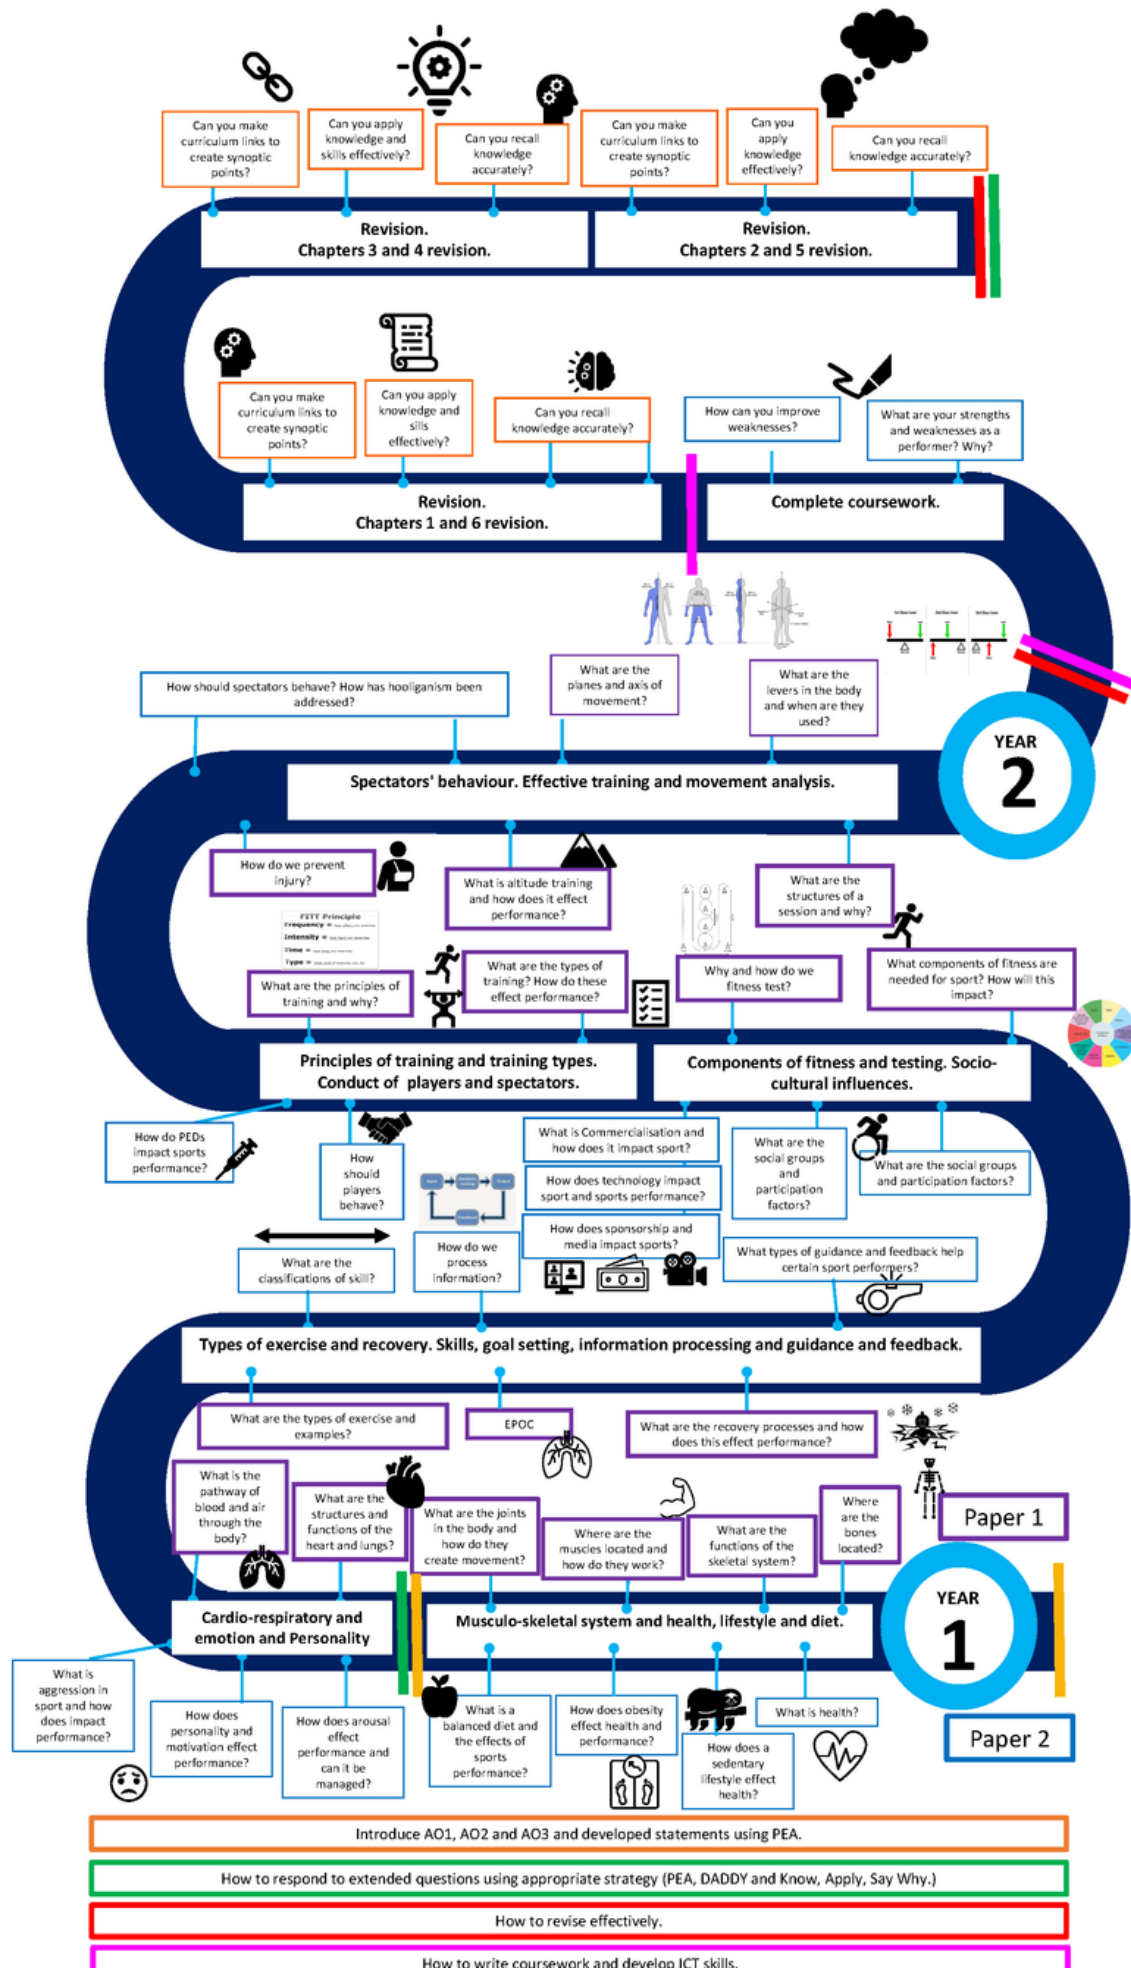 Can you make
curriculum links to
create synoptic
points?
Can you apply
knowledge and
skills effectively?
Can you recall
knowledge
accurately?
Can you make
curriculum links to
create synoptic
points?
Can you
apply
knowledge
effectively?
Can you recall
knowledge accurately?
Revision.
Chapters 3 and 4 revision.
Revision.
Chapters 2 and 5 revision.
Can you make
curriculum links to
create synoptic
points?
Can you apply
knowledge and
sills
effectively?
Can you recall
knowledge accurately?
How can you improve
weaknesses?
What are your strengths
and weaknesses as a
performer? Why?
Revision.
Chapters 1 and 6 revision.
Complete coursework.
How should spectators behave? How has hooliganism been
addressed?
What are the
planes and axis of
movement?
What are the
levers in the body
and when are they
used?
YEAR
2
Spectators' behaviour. Effective training and movement analysis.
How do we prevent
injury?
What is altitude training
and how does it effect
performance?
What are the
structures of a
session and why?
FITT Principle
Frequency =
Intensity =
Time =
Type =
What are the principles of
training and why?
What are the types of
training? How do these
effect performance?
Why and how do we
fitness test?
What components of fitness are
needed for sport? How will this
impact?
Principles of training and training types.
Conduct of players and spectators.
Components of fitness and testing. Socio-
cultural influences.
How do PEDs
impact sports
performance?
How
should
players
behave?
What is Commercialisation and
how does it impact sport?
How does technology impact
sport and sports performance?
How does sponsorship and
media impact sports?
What are the
social groups
and
participation
factors?
What are the social groups
and participation factors?
What are the
classifications of skill?
How do we
process
information?
What types of guidance and feedback help
certain sport performers?
Types of exercise and recovery. Skills, goal setting, information processing and guidance and feedback.
What are the types of exercise and
examples?
EPOC
What are the recovery processes and how
does this effect performance?
What is the
pathway of
blood and air
through the
body?
What are the
structures and
functions of the
heart and lungs?
What are the joints
in the body and
how do they
create movement?
Where are the
muscles located and
how do they work?
What are the
functions of the
skeletal system?
Where
are the
bones
located?
Paper 1
Cardio-respiratory and
emotion and Personality
Musculo-skeletal system and health, lifestyle and diet.
YEAR
1
What is
aggression in
sport and how
does impact
performance?
How does
personality and
motivation effect
performance?
How does arousal
effect
performance and
can it be
managed?
What is a
balanced diet and
the effects of
sports
performance?
How does obesity
effect health and
performance?
How does a
sedentary
lifestyle effect
health?
What is health?
Paper 2
Introduce AO1, AO2 and AO3 and developed statements using PEA.
How to respond to extended questions using appropriate strategy (PEA, DADDY and Know, Apply, Say Why.)
How to revise effectively.
How to write coursework and develop ICT skills.